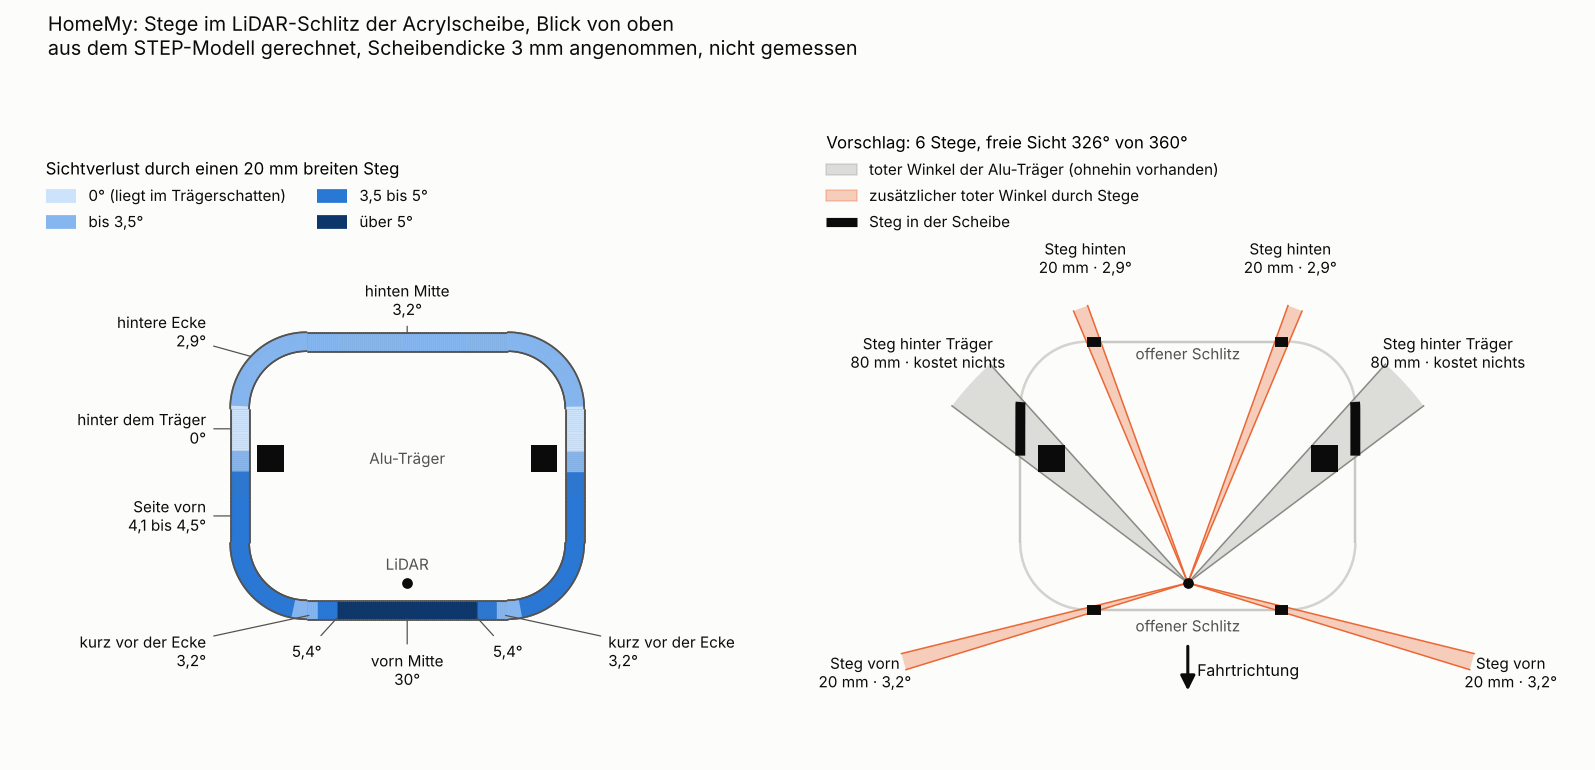 HomeMy: Stege im LiDAR-Schlitz der Acrylscheibe, Blick von oben
aus dem STEP-Modell gerechnet, Scheibendicke 3 mm angenommen, nicht gemessen
Sichtverlust durch einen 20 mm breiten Steg
0° (liegt im Trägerschatten)
3,5 bis 5°
bis 3,5°
über 5°
hinten Mitte
3,2°
hintere Ecke
2,9°
hinter dem Träger
0°
Alu-Träger
Seite vorn
4,1 bis 4,5°
LiDAR
kurz vor der Ecke
3,2°
5,4°
vorn Mitte
30°
5,4°
kurz vor der Ecke
3,2°
Vorschlag: 6 Stege, freie Sicht 326° von 360°
toter Winkel der Alu-Träger (ohnehin vorhanden)
zusätzlicher toter Winkel durch Stege
Steg in der Scheibe
Steg hinten
20 mm · 2,9°
Steg hinten
20 mm · 2,9°
Steg hinter Träger
80 mm · kostet nichts
offener Schlitz
Steg hinter Träger
80 mm · kostet nichts
offener Schlitz
Steg vorn
20 mm · 3,2°
Fahrtrichtung
Steg vorn
20 mm · 3,2°